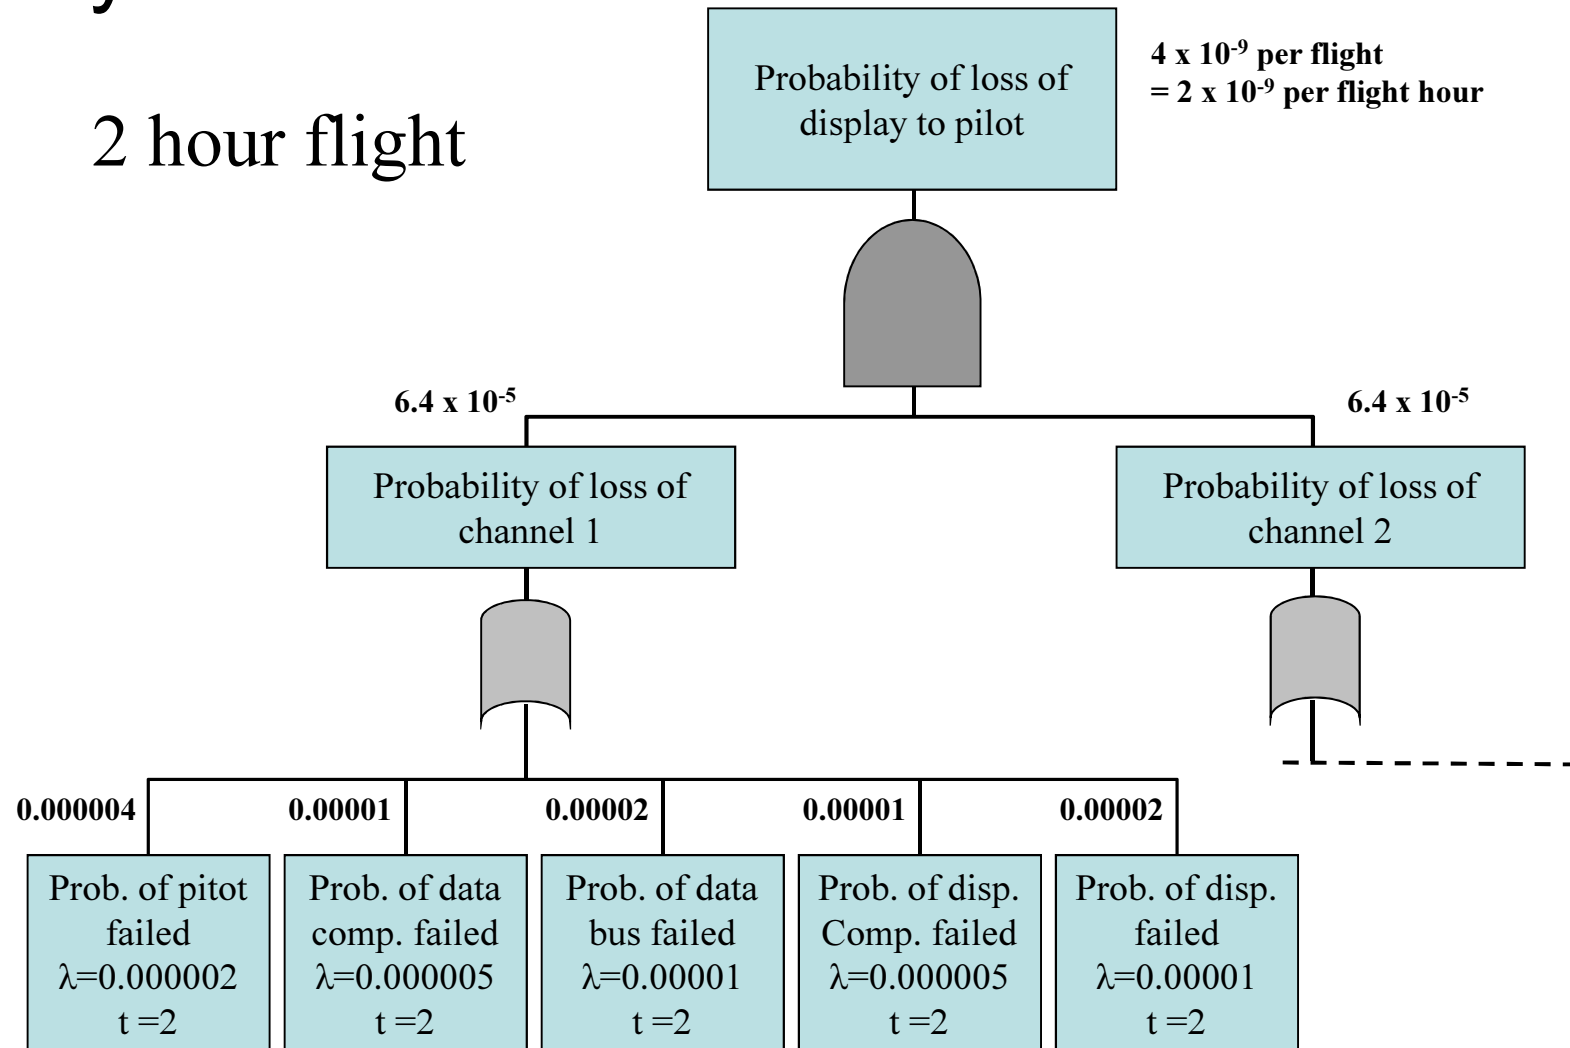 Probability of loss of
display to pilot
4 x 10⁻⁹ per flight
= 2 x 10⁻⁹ per flight hour
2 hour flight
6.4 x 10⁻⁵
6.4 x 10⁻⁵
Probability of loss of
channel 1
Probability of loss of
channel 2
0.000004
0.00001
0.00002
0.00001
0.00002
Prob. of pitot
failed
λ=0.000002
t =2
Prob. of data
comp. failed
λ=0.000005
t =2
Prob. of data
bus failed
λ=0.00001
t =2
Prob. of disp.
Comp. failed
λ=0.000005
t =2
Prob. of disp.
failed
λ=0.00001
t =2